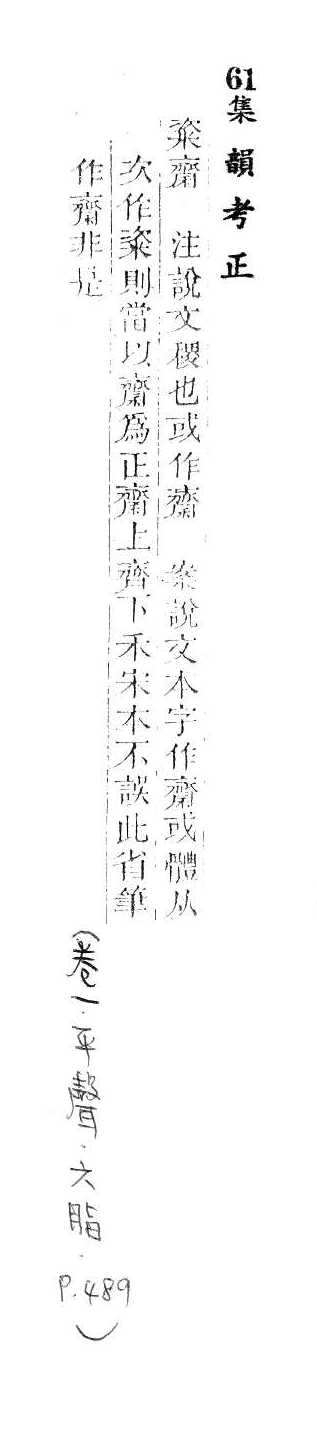 61集韻考正
粢齋　注說文稷也或作齋　案說文本字作齋或體从
次作粢則當以齋爲正齋上齊下禾宋本不誤此省筆
作齋非是
(卷一．平聲．六脂．
P.489)